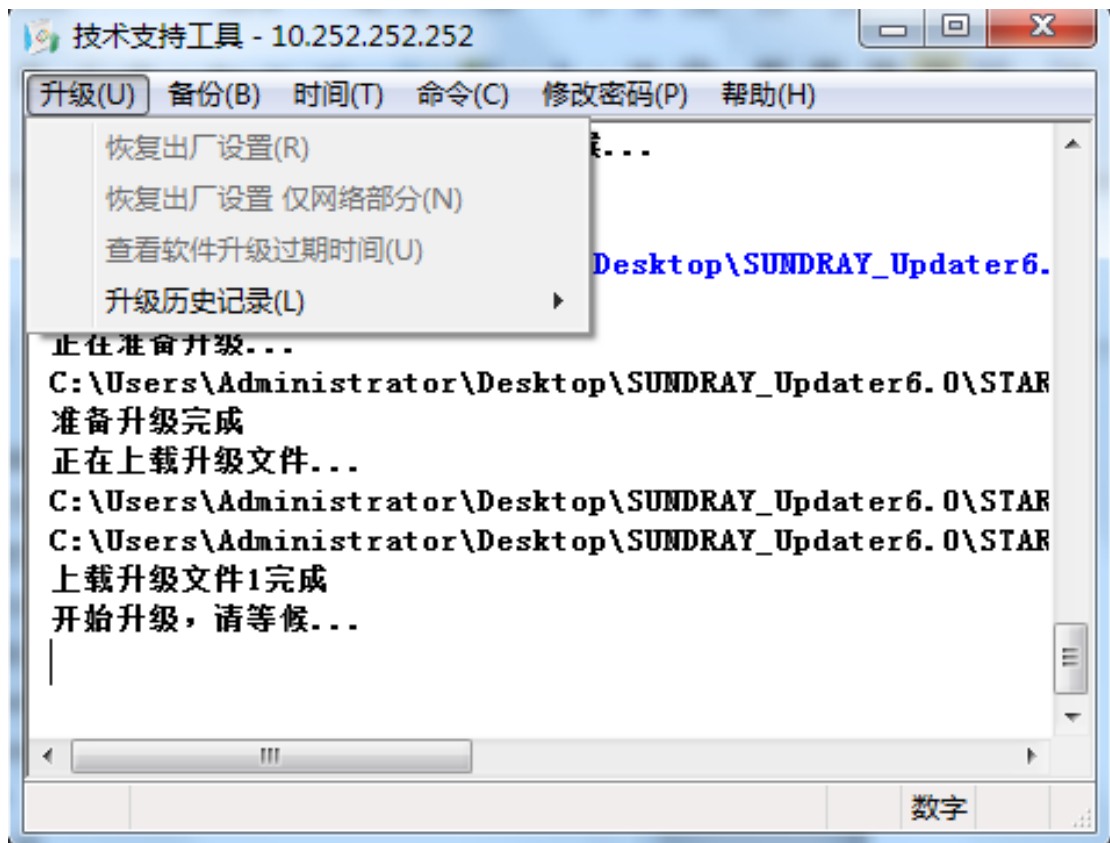 技术支持工具 - 10.252.252.252
升级(U) 备份(B) 时间(T) 命令(C) 修改密码(P) 帮助(H)
恢复出厂设置(R)
...
恢复出厂设置 仅网络部分(N)
查看软件升级过期时间(U)
Desktop\SUNDRAY_Updater6.
升级历史记录(L)
正在准备升级...
C:\Users\Administrator\Desktop\SUNDRAY_Updater6.0\STAR
准备升级完成
正在上载升级文件...
C:\Users\Administrator\Desktop\SUNDRAY_Updater6.0\STAR
C:\Users\Administrator\Desktop\SUNDRAY_Updater6.0\STAR
上载升级文件1完成
开始升级，请等候...
数字